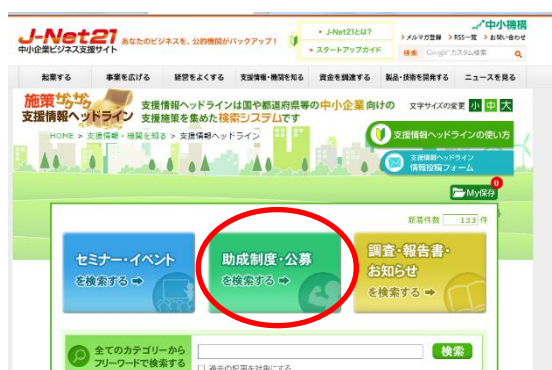 J-Net21
中小企業ビジネス支援サイト
あなたのビジネスを、公的機関がバックアップ！
・J-Net21とは?
・スタートアップガイド
中小機構
>メルマガ登録 >RSS一覧 >お問い合わせ
検索 Google カスタム検索
起業する 事業を広げる 経営をよくする 支援情報・機関を知る 資金を調達する 製品・技術を開発する ニュースを見る
施策ザクザク
支援情報ヘッドライン
支援情報ヘッドラインは国や都道府県等の中小企業向けの
支援施策を集めた検索システムです
文字サイズの変更 小 中 大
HOME > 支援情報・機関を知る > 支援情報ヘッドライン
支援情報ヘッドラインの使い方
支援情報ヘッドライン
情報投稿フォーム
My保存
0
新着件数 133 件
セミナー・イベント
を検索する ➡
助成制度・公募
を検索する ➡
調査・報告書・
お知らせ
を検索する ➡
全てのカテゴリーから
フリーワードで検索する
検索
過去の記事を対象にする